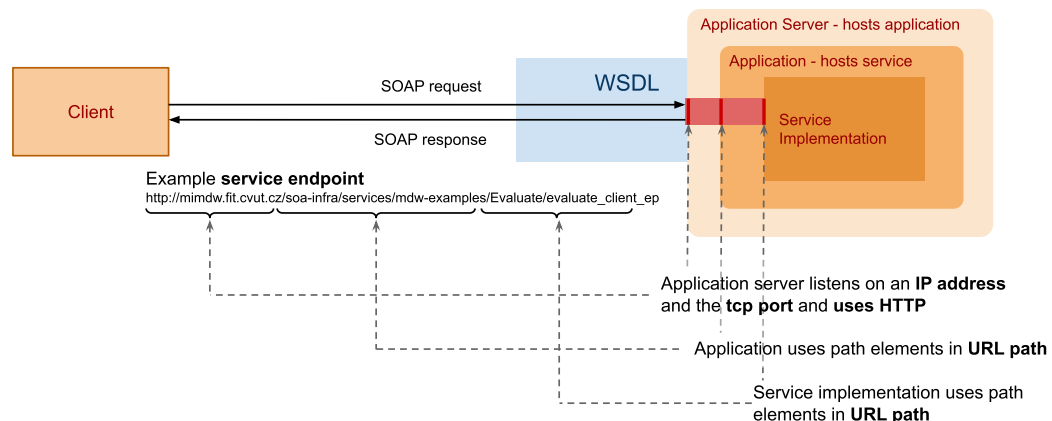 Application Server - hosts application
Application - hosts service
WSDL
SOAP request
Client
Service
Implementation
SOAP response
Example service endpoint
http://mimdw.fit.cvut.cz/soa-infra/services/mdw-examples/Evaluate/evaluate_client_ep
Application server listens on an IP address
and the tcp port and uses HTTP
Application uses path elements in URL path
Service implementation uses path
elements in URL path